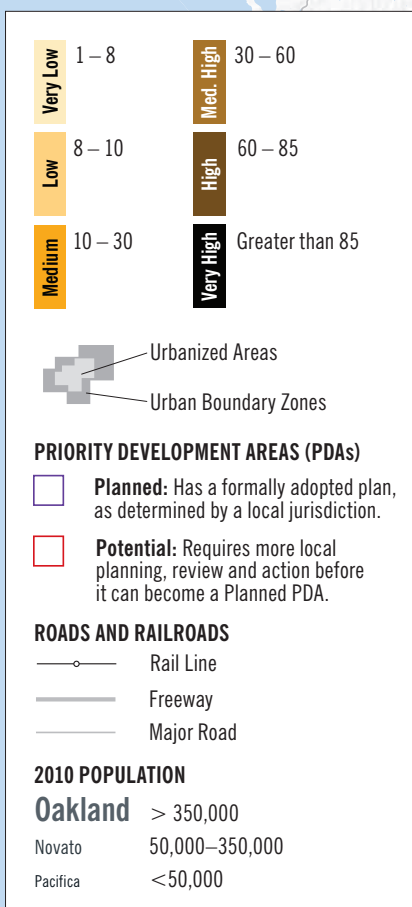 Very Low 1 – 8
Low 8 – 10
Medium 10 – 30
Med. High 30 – 60
High 60 – 85
Very High Greater than 85
Urbanized Areas
Urban Boundary Zones
PRIORITY DEVELOPMENT AREAS (PDAs)
Planned: Has a formally adopted plan,
as determined by a local jurisdiction.
Potential: Requires more local
planning, review and action before
it can become a Planned PDA.
ROADS AND RAILROADS
Rail Line
Freeway
Major Road
2010 POPULATION
Oakland > 350,000
Novato 50,000–350,000
Pacifica <50,000